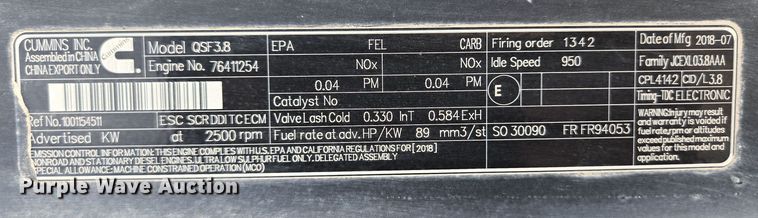 CUMMINS INC.
Assembled in CHINA
CHINA EXPORT ONLY
Cummins
Model QSF3.8
Engine No. 76411254
EPA FEL CARB
NOx NOx
0.04 PM 0.04 PM
Catalyst No
Firing order 1342
Idle Speed 950
E
Date of Mfg 2018-07
Family JCEXL03.8AAA
CPL4142 CID/L 3.8
Timing-TDC ELECTRONIC
Ref No.100154511
ESC SCR DDI TC ECM
Advertised KW at 2500 rpm
Valve Lash Cold 0.330 InT 0.584 ExH
Fuel rate at adv. HP/KW 89 mm3/st
SO 30090 FR FR94053
WARNING:Injury may result
and warranty is voided if
fuel rate,rpm or altitudes
exceed published maximum
values for this model and
application.
EMISSION CONTROL INFORMATION THIS ENGINE COMPLIES WITH U.S.EPA AND CALIFORNIA REGULATIONS FOR [2018]
NONROAD AND STATIONARY DIESEL ENGINES. ULTRA LOW SULPHUR FUEL ONLY. DELEGATED ASSEMBLY
MACHINE CONTROLLED OPERATION (MCO)
Purple Wave Auction